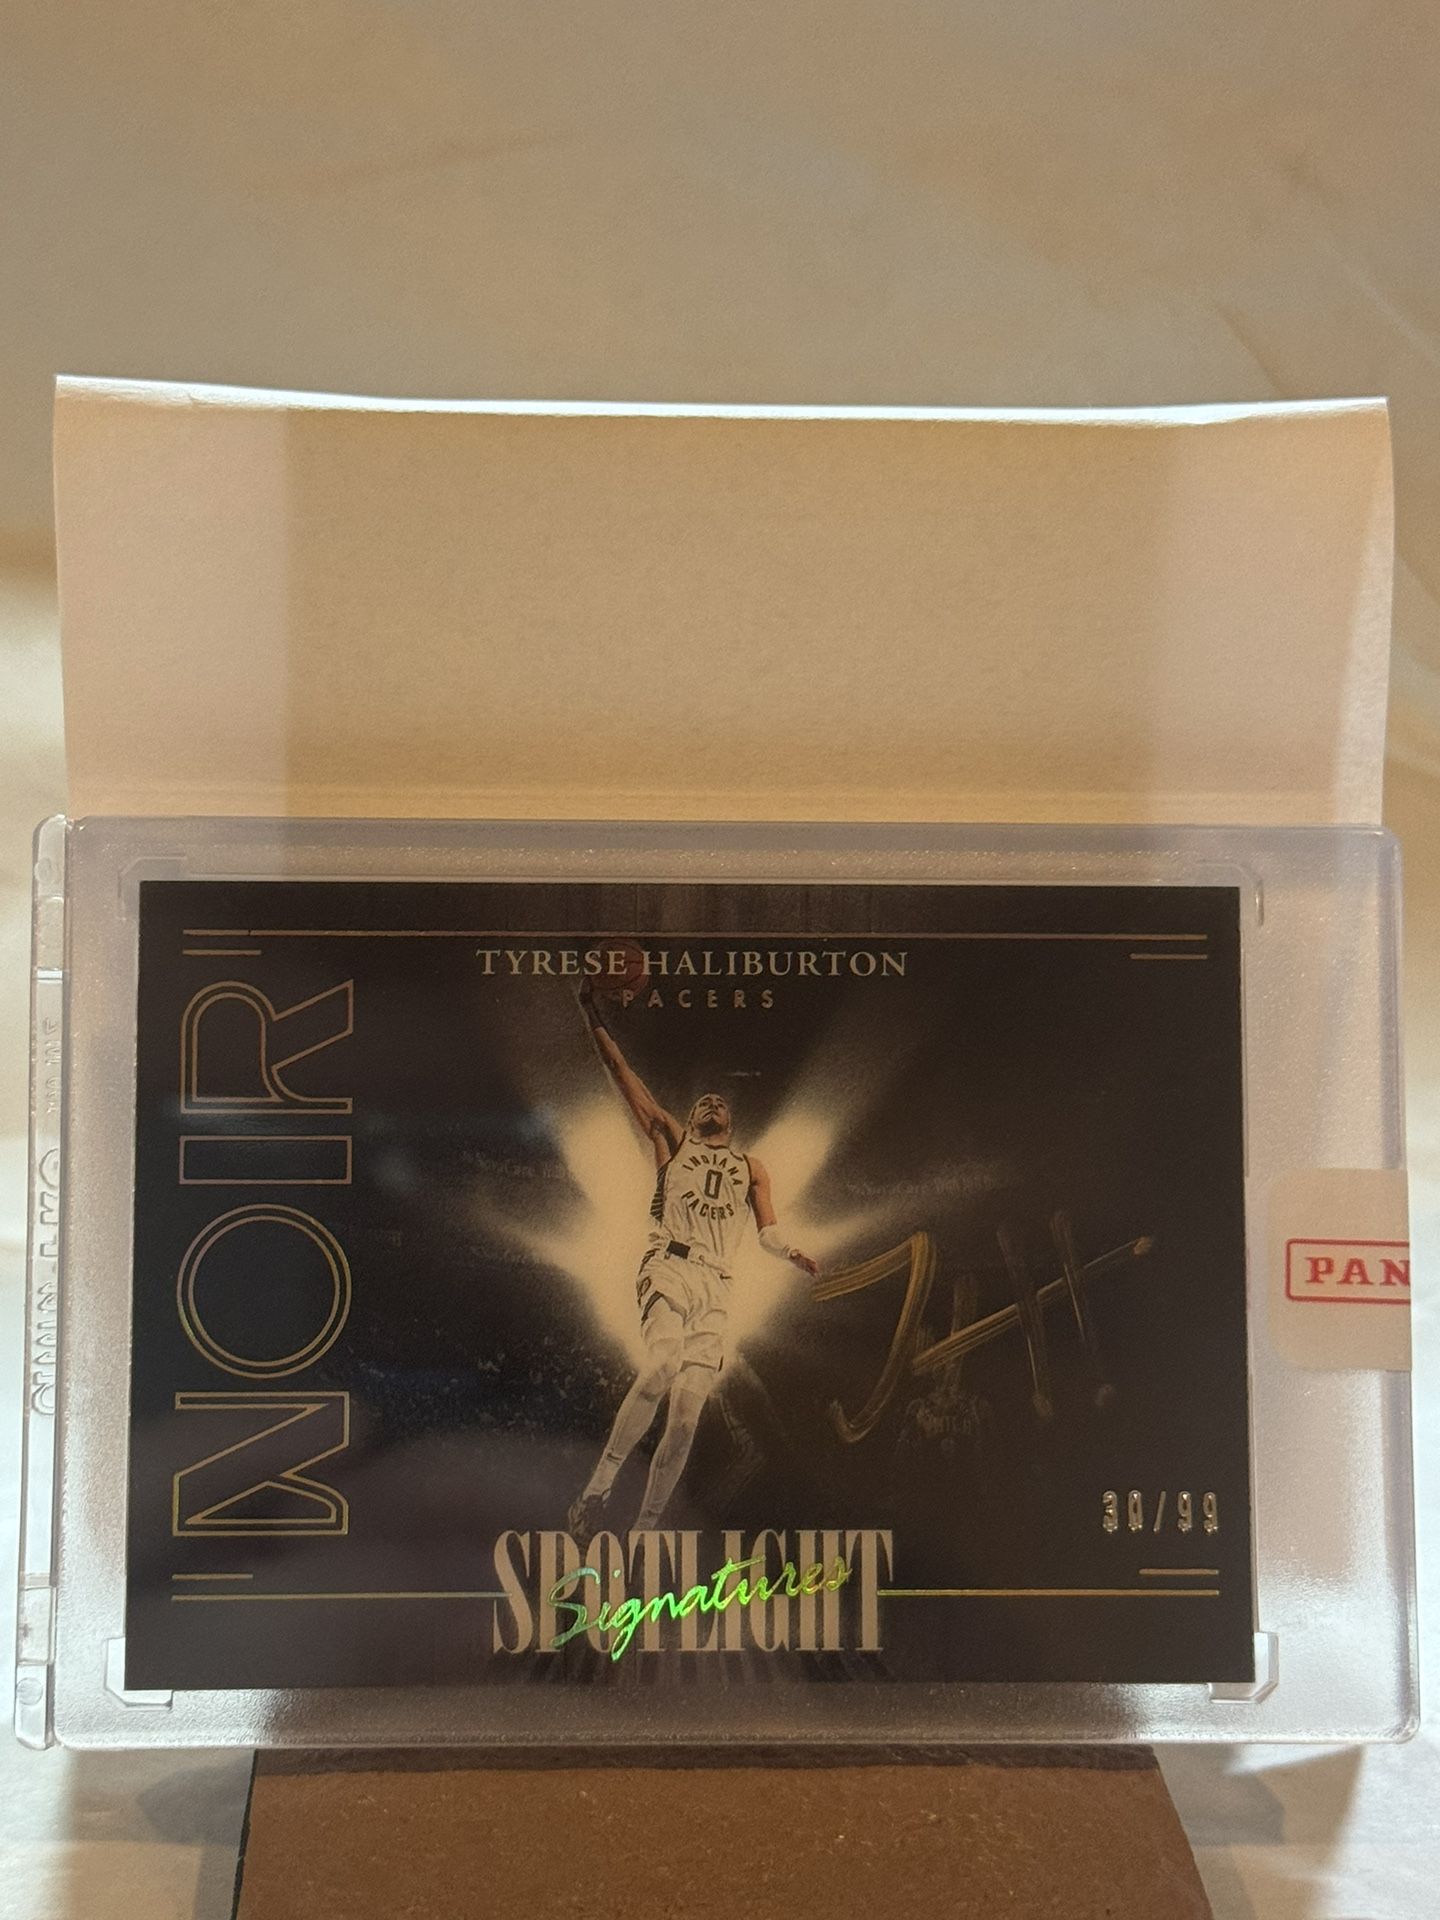 TYRESE HALIBURTON
PACERS
NOIR
INDIANA
0
PACERS
PAN
30/99
SPOTLIGHT
Signatures